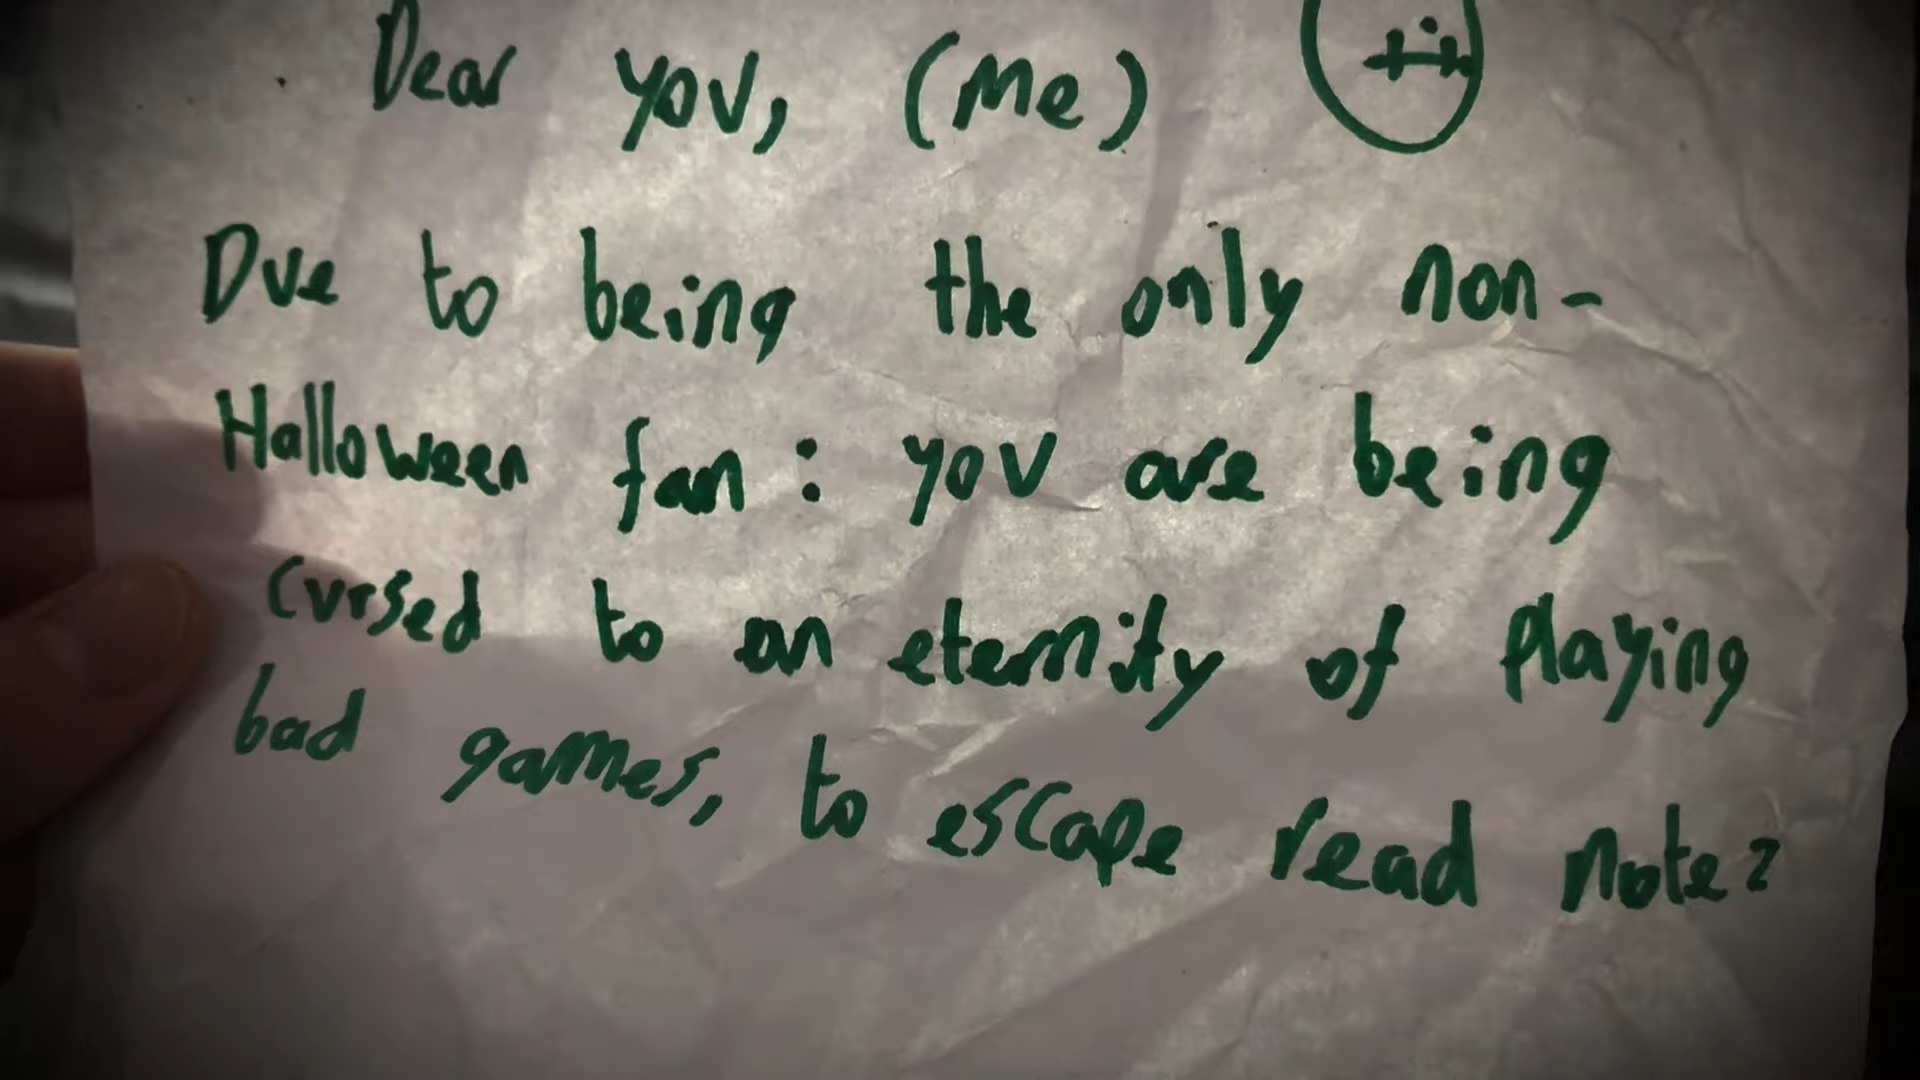 Dear you, (Me)
Due to being the only non-
Halloween fan : you are being
cursed to an eternity of playing
bad games, to escape read note2